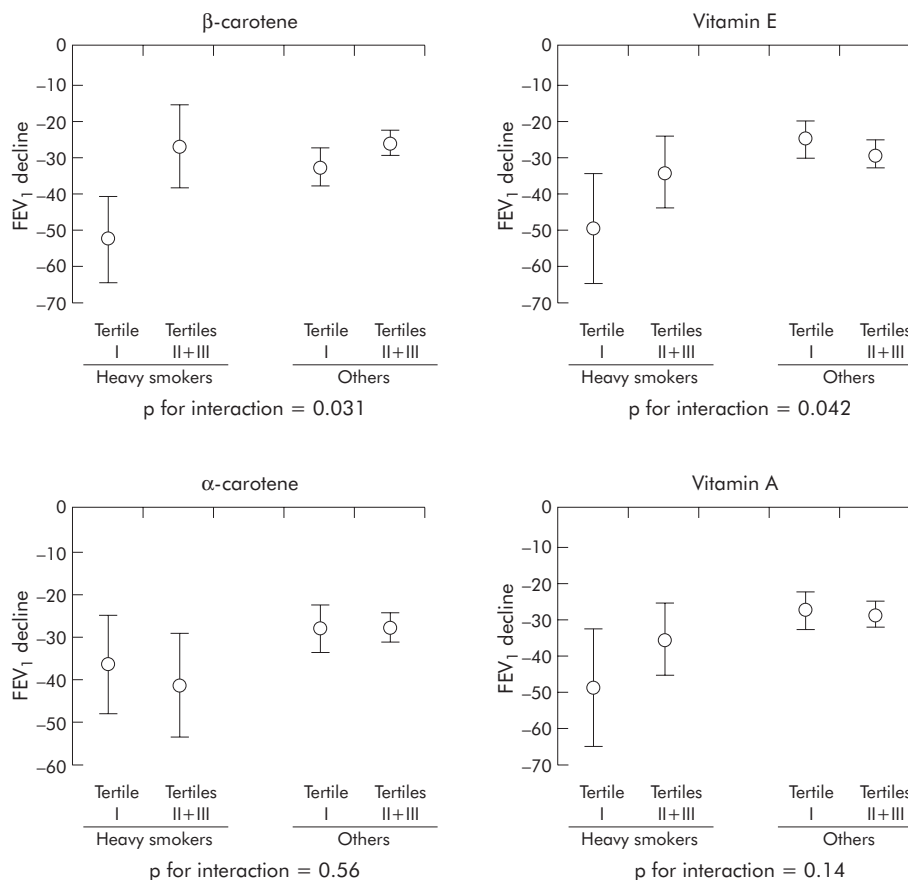 β-carotene
0
–10
–20
–30
–40
–50
–60
–70
FEV1 decline
Tertile Tertiles Tertile Tertiles
I II+III I II+III
Heavy smokers Others
p for interaction = 0.031
Vitamin E
0
–10
–20
–30
–40
–50
–60
–70
FEV1 decline
Tertile Tertiles Tertile Tertiles
I II+III I II+III
Heavy smokers Others
p for interaction = 0.042
α-carotene
0
–10
–20
–30
–40
–50
–60
FEV1 decline
Tertile Tertiles Tertile Tertiles
I II+III I II+III
Heavy smokers Others
p for interaction = 0.56
Vitamin A
0
–10
–20
–30
–40
–50
–60
–70
FEV1 decline
Tertile Tertiles Tertile Tertiles
I II+III I II+III
Heavy smokers Others
p for interaction = 0.14